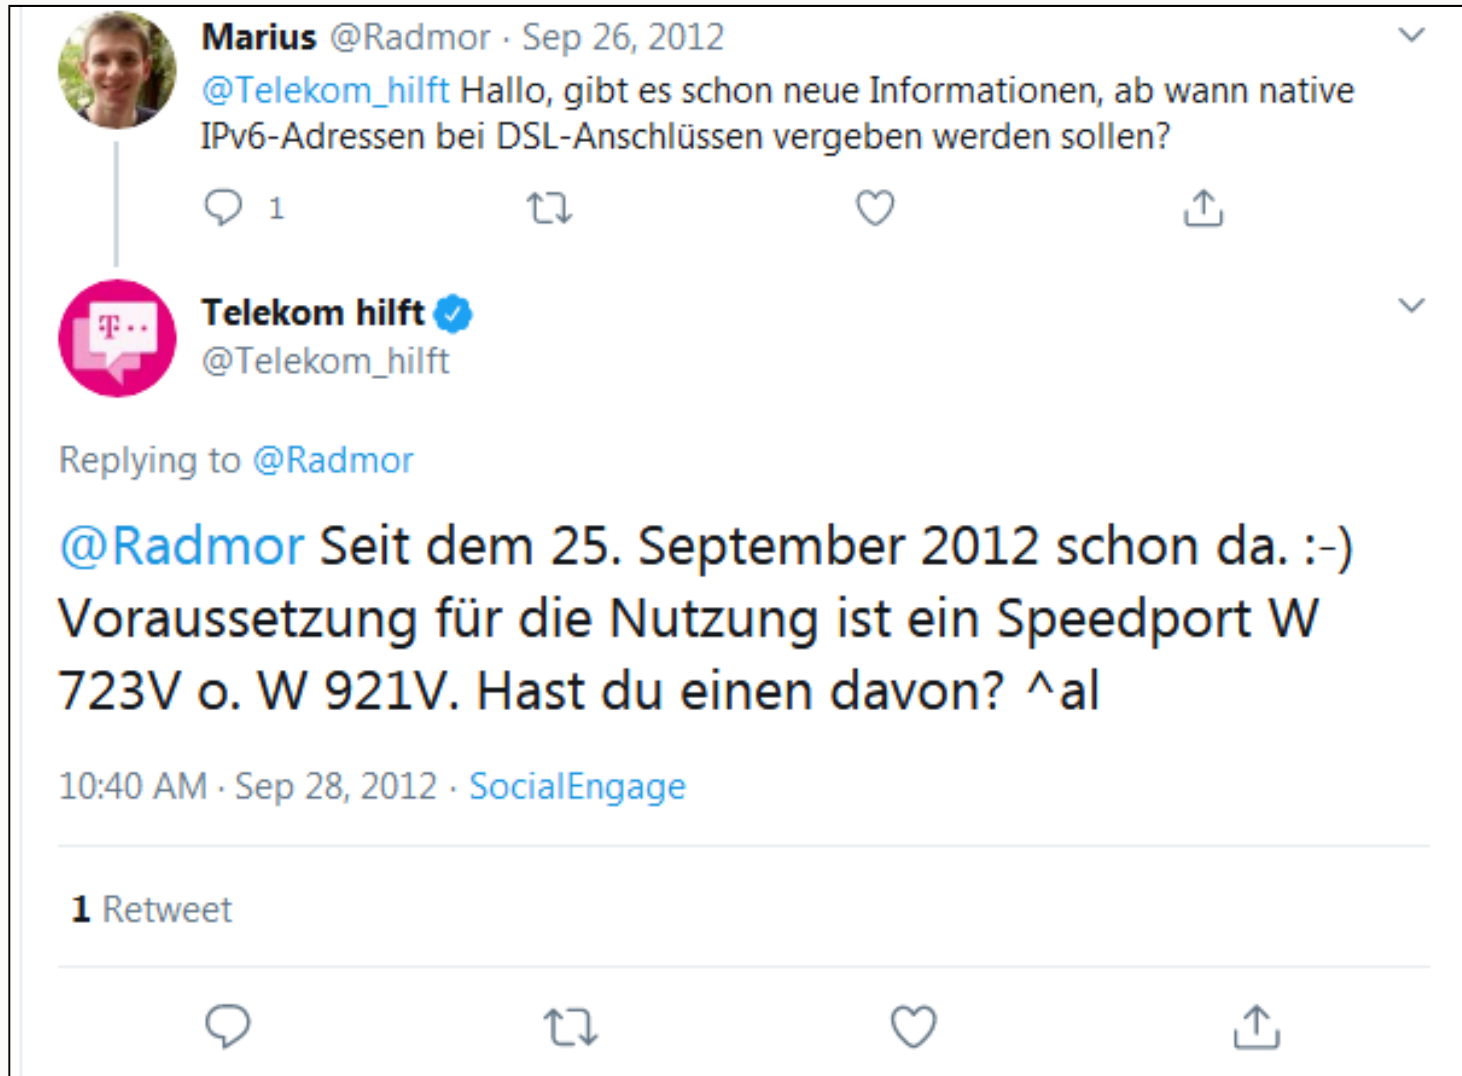 Marius @Radmor · Sep 26, 2012
@Telekom_hilft Hallo, gibt es schon neue Informationen, ab wann native
IPv6-Adressen bei DSL-Anschlüssen vergeben werden sollen?
1
T··
Telekom hilft
@Telekom_hilft
Replying to @Radmor
@Radmor Seit dem 25. September 2012 schon da. :-)
Voraussetzung für die Nutzung ist ein Speedport W
723V o. W 921V. Hast du einen davon? ^al
10:40 AM · Sep 28, 2012 · SocialEngage
1 Retweet